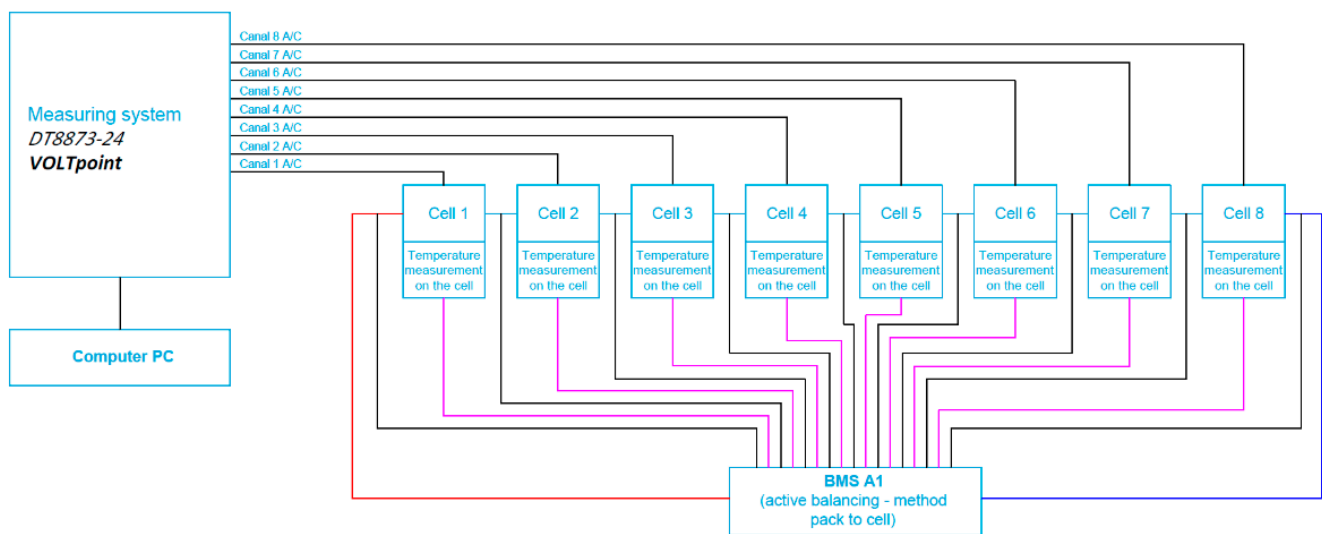 Canal 8 A/C
Canal 7 A/C
Canal 6 A/C
Canal 5 A/C
Canal 4 A/C
Canal 3 A/C
Canal 2 A/C
Canal 1 A/C
Measuring system
DT8873-24
VOLTpoint
Computer PC
Cell 1
Cell 2
Cell 3
Cell 4
Cell 5
Cell 6
Cell 7
Cell 8
Temperature
measurement
on the cell
Temperature
measurement
on the cell
Temperature
measurement
on the cell
Temperature
measurement
on the cell
Temperature
measurement
on the cell
Temperature
measurement
on the cell
Temperature
measurement
on the cell
Temperature
measurement
on the cell
BMS A1
(active balancing - method
pack to cell)